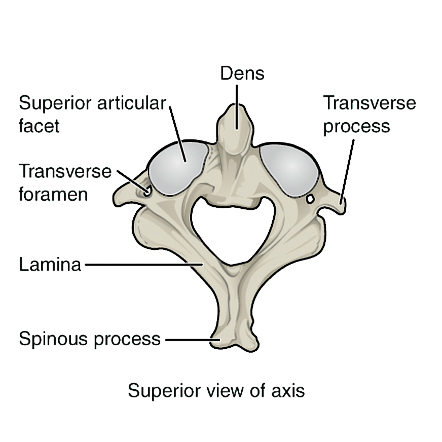 Dens
Superior articular
facet
Transverse
process
Transverse
foramen
Lamina
Spinous process
Superior view of axis